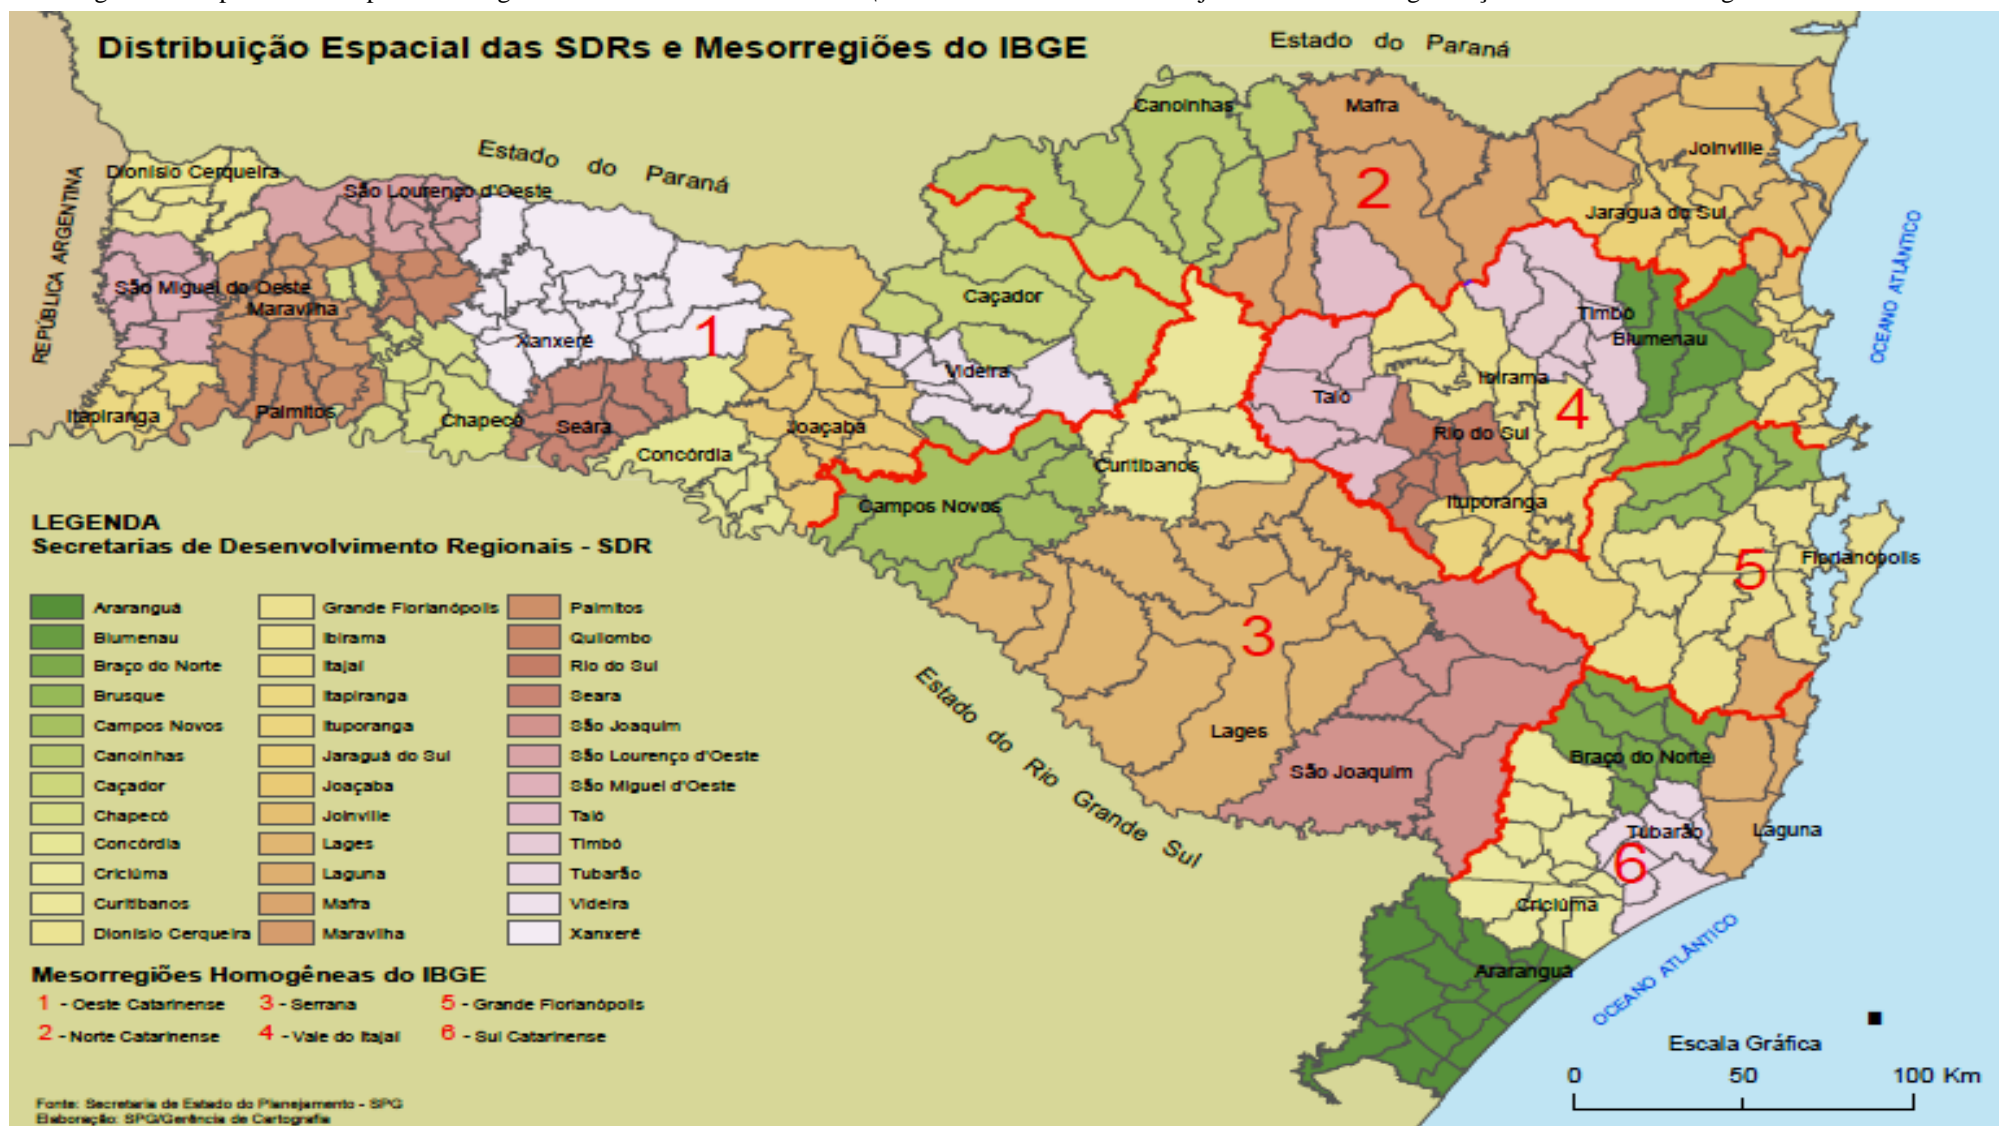 Distribuição Espacial das SDRs e Mesorregiões do IBGE
Estado do Paraná
Estado do Paraná
REPÚBLICA ARGENTINA
OCEANO ATLÂNTICO
Estado do Rio Grande Sul
OCEANO ATLÂNTICO
Canoinhas
Mafra
Joinville
Dionísio Cerqueira
São Lourenço d'Oeste
Jaraguá do Sul
2
São Miguel do Oeste
Maravilha
Caçador
Timbó
Xanxerê
1
Blumenau
Videira
Ibirama
Taió
4
Itapiranga
Palmitos
Chapecó
Seara
Joaçaba
Rio do Sul
Concórdia
Curitibanos
Campos Novos
Ituporanga
Florianópolis
5
3
Lages
São Joaquim
Braço do Norte
Tubarão
Laguna
6
Criciúma
Araranguá
LEGENDA
Secretarias de Desenvolvimento Regionais - SDR
Araranguá
Blumenau
Braço do Norte
Brusque
Campos Novos
Canoinhas
Caçador
Chapecó
Concórdia
Criciúma
Curitibanos
Dionísio Cerqueira
Grande Florianópolis
Ibirama
Itajaí
Itapiranga
Ituporanga
Jaraguá do Sul
Joaçaba
Joinville
Lages
Laguna
Mafra
Maravilha
Palmitos
Quilombo
Rio do Sul
Seara
São Joaquim
São Lourenço d'Oeste
São Miguel d'Oeste
Taió
Timbó
Tubarão
Videira
Xanxerê
Mesorregiões Homogêneas do IBGE
1 - Oeste Catarinense
2 - Norte Catarinense
3 - Serrana
4 - Vale do Itajaí
5 - Grande Florianópolis
6 - Sul Catarinense
Fonte: Secretaria de Estado do Planejamento - SPG
Elaboração: SPG/Gerência de Cartografia
Escala Gráfica
0 50 100 Km